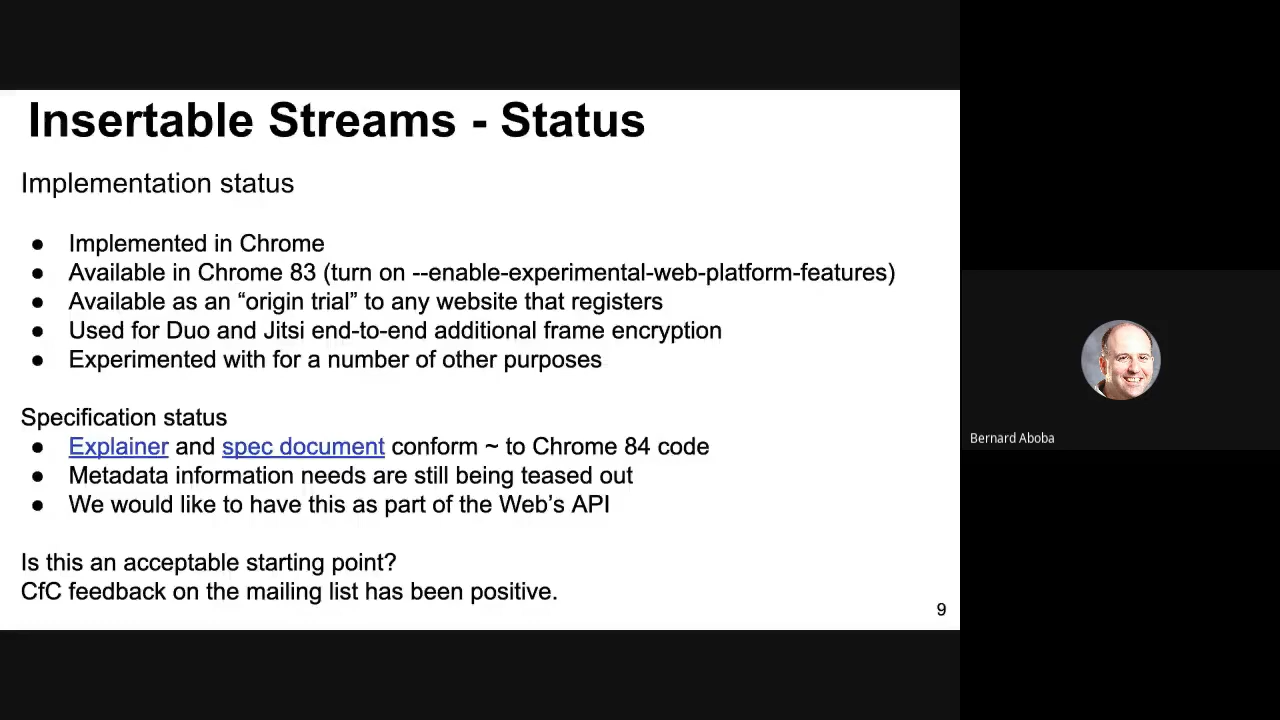 Insertable Streams - Status
Implementation status
● Implemented in Chrome
● Available in Chrome 83 (turn on --enable-experimental-web-platform-features)
● Available as an “origin trial” to any website that registers
● Used for Duo and Jitsi end-to-end additional frame encryption
● Experimented with for a number of other purposes
Specification status
● Explainer and spec document conform ~ to Chrome 84 code
● Metadata information needs are still being teased out
● We would like to have this as part of the Web’s API
Is this an acceptable starting point?
CfC feedback on the mailing list has been positive.
9
Bernard Aboba